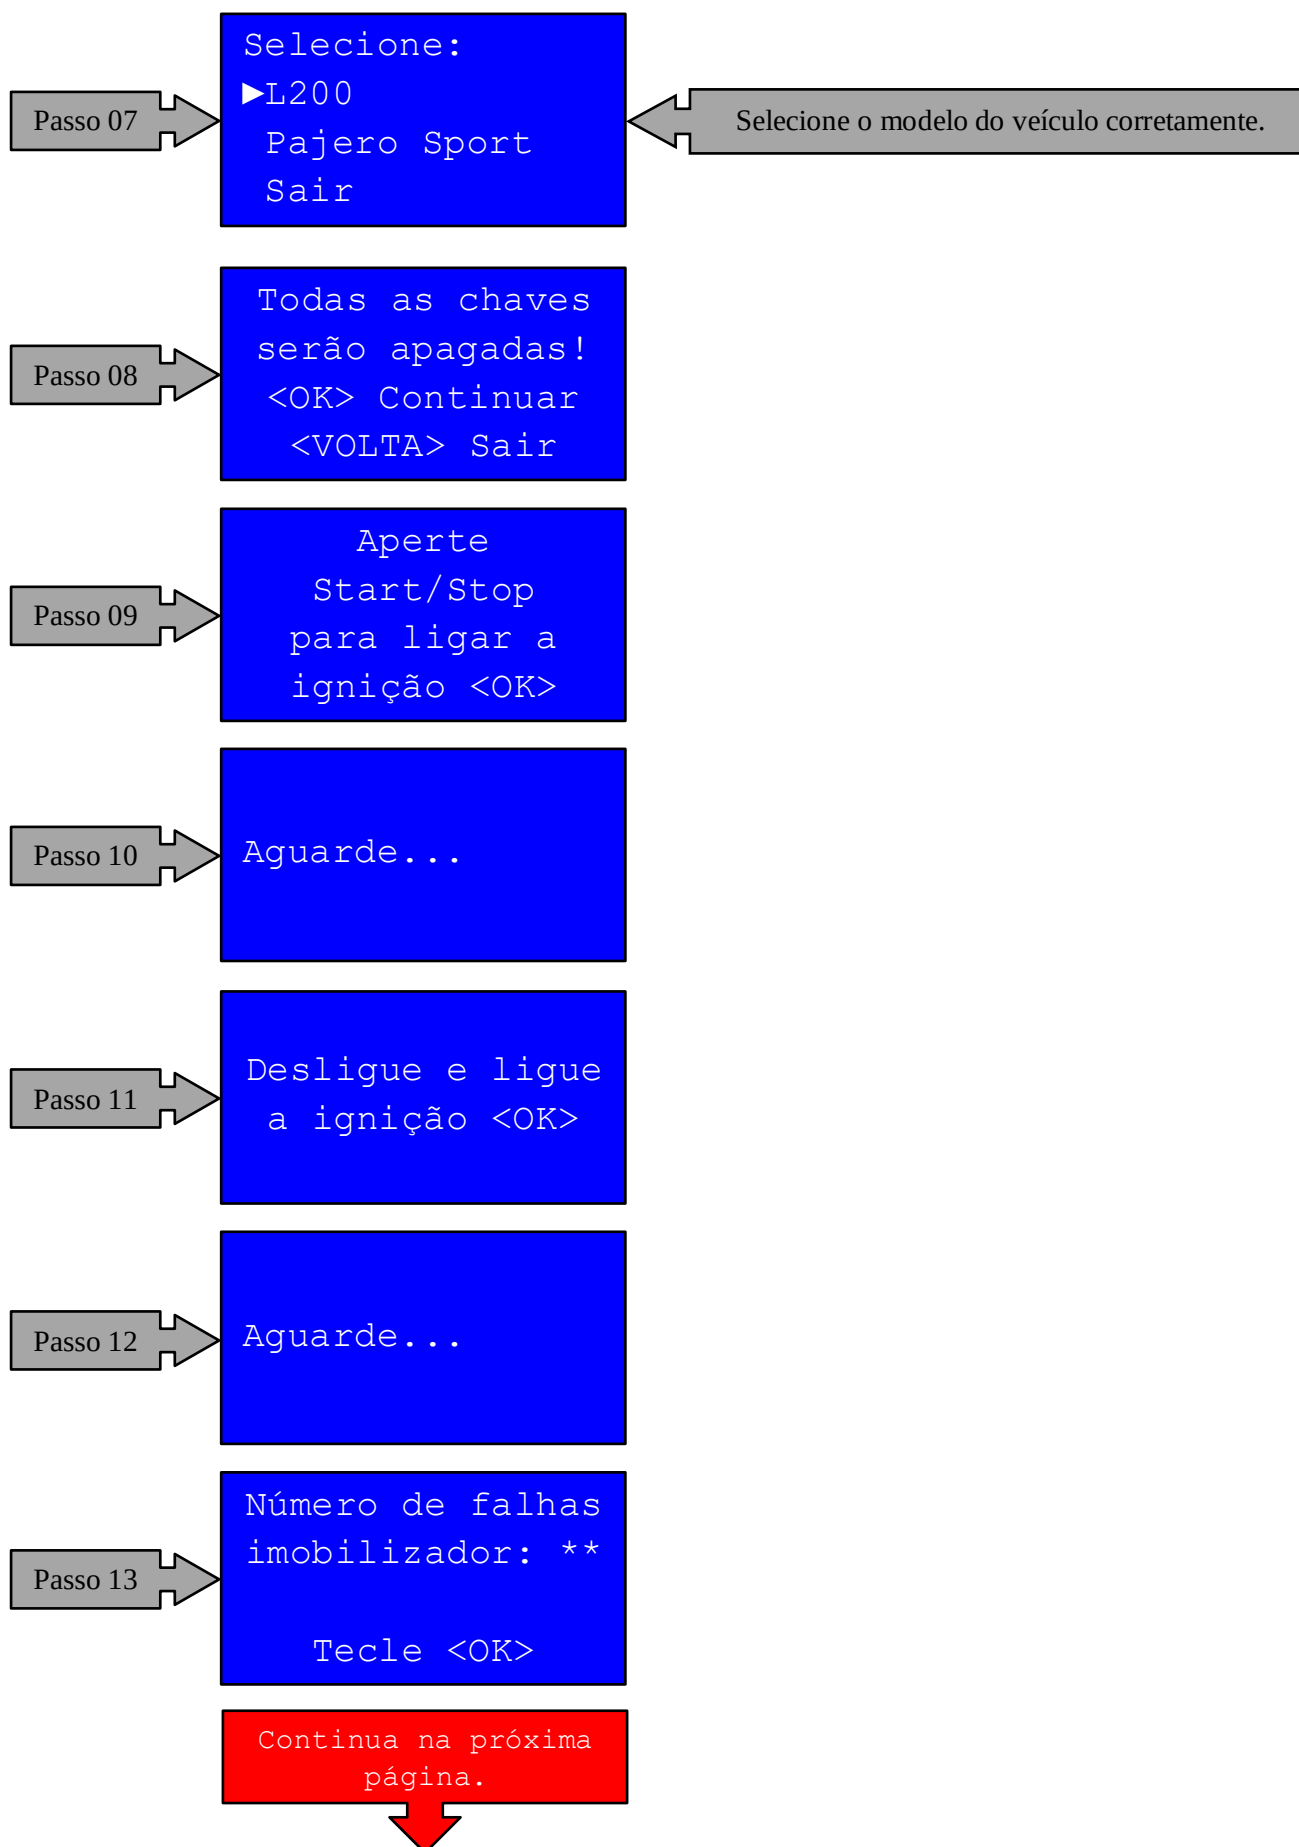 Selecione:
►L200
Passo 07
Selecione o modelo do veículo corretamente.
Pajero Sport
Sair
Todas as chaves
serão apagadas!
Passo 08
<OK> Continuar
<VOLTA> Sair
Aperte
Start/Stop
Passo 09
para ligar a
ignição <OK>
Passo 10
Aguarde...
Desligue e ligue
Passo 11
a ignição <OK>
Passo 12
Aguarde...
Número de falhas
imobilizador: **
Passo 13
Tecle <OK>
Continua na próxima
página.